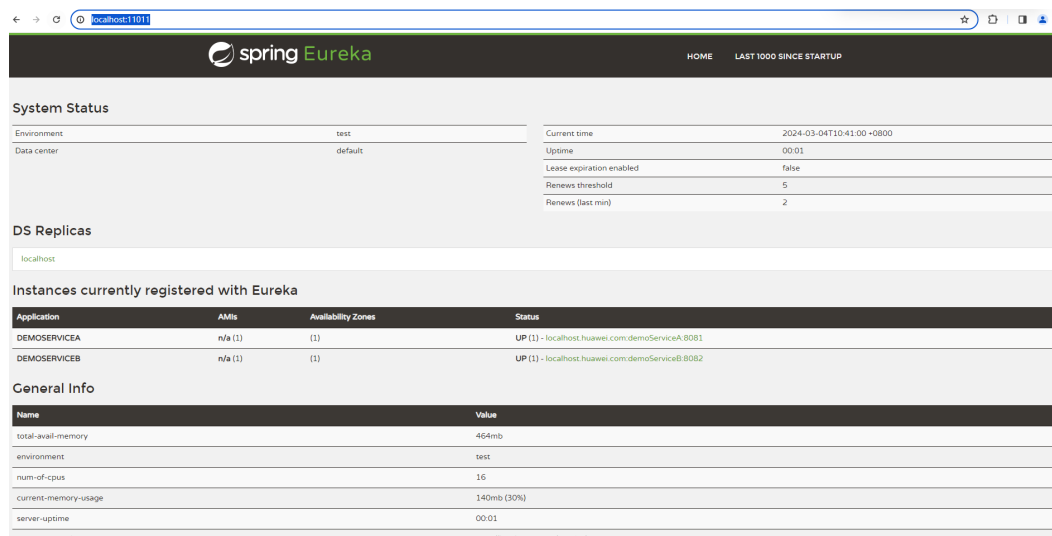 localhost:11011
spring Eureka
HOME LAST 1000 SINCE STARTUP
System Status
Environment test
Data center default
Current time 2024-03-04T10:41:00 +0800
Uptime 00:01
Lease expiration enabled false
Renews threshold 5
Renews (last min) 2
DS Replicas
localhost
Instances currently registered with Eureka
Application AMIs Availability Zones Status
DEMOSERVICEA n/a (1) (1) UP (1) - localhost.huawei.com:demoServiceA:8081
DEMOSERVICEB n/a (1) (1) UP (1) - localhost.huawei.com:demoServiceB:8082
General Info
Name Value
total-avail-memory 464mb
environment test
num-of-cpus 16
current-memory-usage 140mb (30%)
server-uptime 00:01